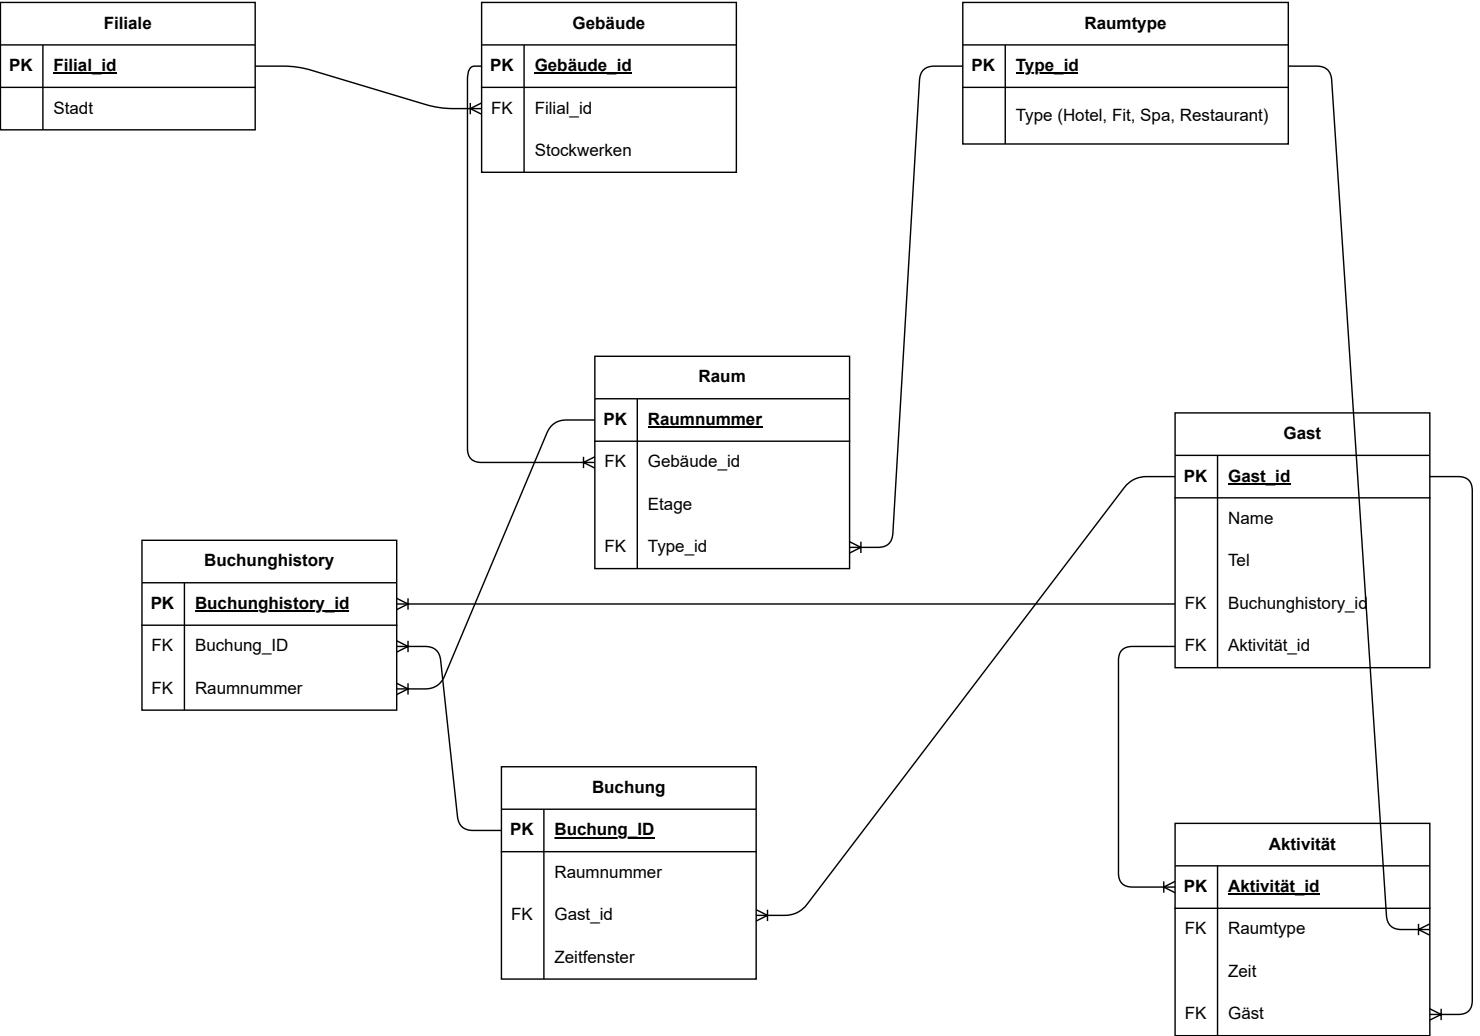 Filiale
PK Filial_id
Stadt
Gebäude
PK Gebäude_id
FK Filial_id
Stockwerken
Raumtype
PK Type_id
Type (Hotel, Fit, Spa, Restaurant)
Raum
PK Raumnummer
FK Gebäude_id
Etage
FK Type_id
Gast
PK Gast_id
Name
Tel
FK Buchunghistory_id
FK Aktivität_id
Buchunghistory
PK Buchunghistory_id
FK Buchung_ID
FK Raumnummer
Buchung
PK Buchung_ID
Raumnummer
FK Gast_id
Zeitfenster
Aktivität
PK Aktivität_id
FK Raumtype
Zeit
FK Gäst